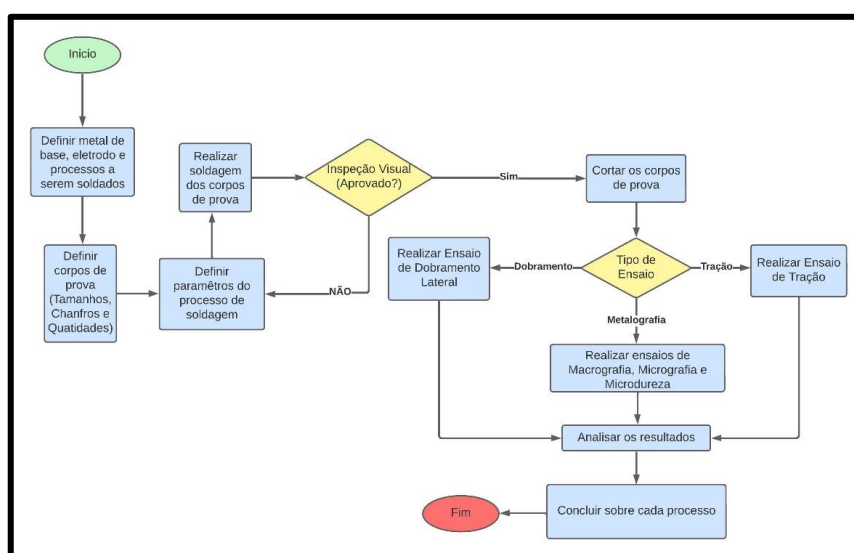 Inicio
Definir metal de
base, eletrodo e
processos a
serem soldados
Definir
corpos de
prova
(Tamanhos,
Chanfros e
Quatidades)
Definir
paramêtros do
processo de
soldagem
Realizar
soldagem
dos corpos
de prova
Inspeção Visual
(Aprovado?)
NÃO
Sim
Cortar os corpos
de prova
Tipo de
Ensaio
Dobramento
Tração
Metalografia
Realizar Ensaio
de Dobramento
Lateral
Realizar Ensaio
de Tração
Realizar ensaios de
Macrografia, Micrografia e
Microdureza
Analisar os resultados
Concluir sobre cada processo
Fim